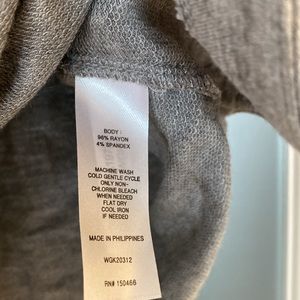 BODY :
96% RAYON
4% SPANDEX
MACHINE WASH
COLD GENTLE CYCLE
ONLY NON-
CHLORINE BLEACH
WHEN NEEDED
FLAT DRY
COOL IRON
IF NEEDED
MADE IN PHILIPPINES
WGK20312
RN# 150466